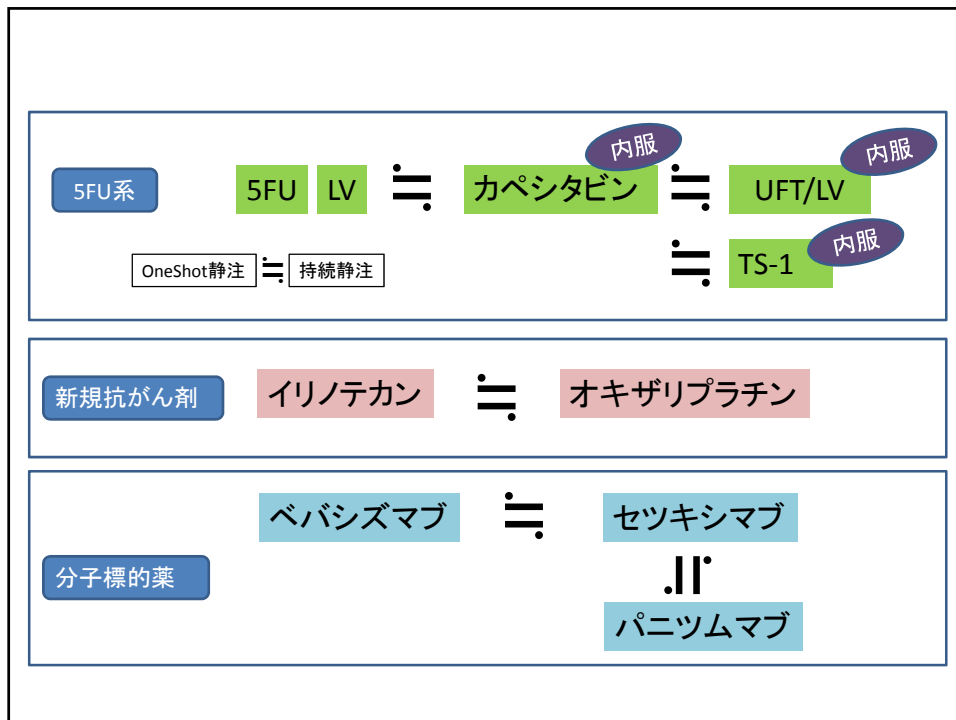 5FU系
5FU LV ≒ カペシタビン 内服 ≒ UFT/LV 内服
OneShot静注 ≒ 持続静注
≒ TS-1 内服
新規抗がん剤
イリノテカン ≒ オキザリプラチン
分子標的薬
ベバシズマブ ≒ セツキシマブ
≒
パニツムマブ